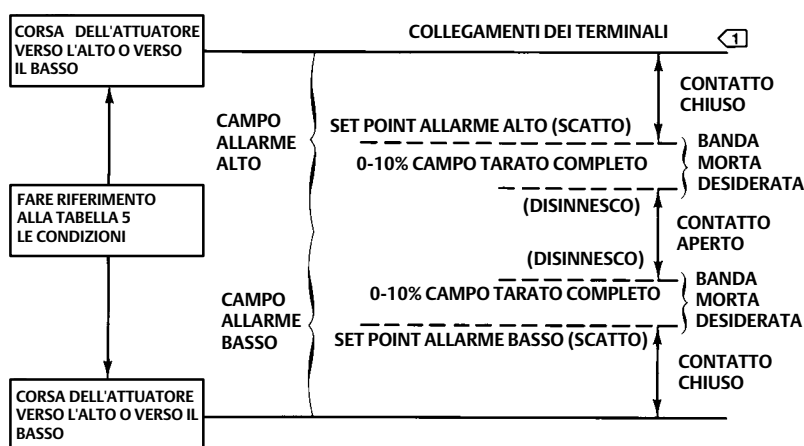 CORSA DELL'ATTUATORE
VERSO L'ALTO O VERSO
IL BASSO
COLLEGAMENTI DEI TERMINALI
1
CONTATTO
CHIUSO
CAMPO
ALLARME
ALTO
SET POINT ALLARME ALTO (SCATTO)
0-10% CAMPO TARATO COMPLETO
BANDA
MORTA
DESIDERATA
(DISINNESCO)
FARE RIFERIMENTO
ALLA TABELLA 5
LE CONDIZIONI
CONTATTO
APERTO
(DISINNESCO)
CAMPO
ALLARME
BASSO
0-10% CAMPO TARATO COMPLETO
BANDA
MORTA
DESIDERATA
SET POINT ALLARME BASSO (SCATTO)
CONTATTO
CHIUSO
CORSA DELL'ATTUATORE
VERSO L'ALTO O VERSO IL
BASSO